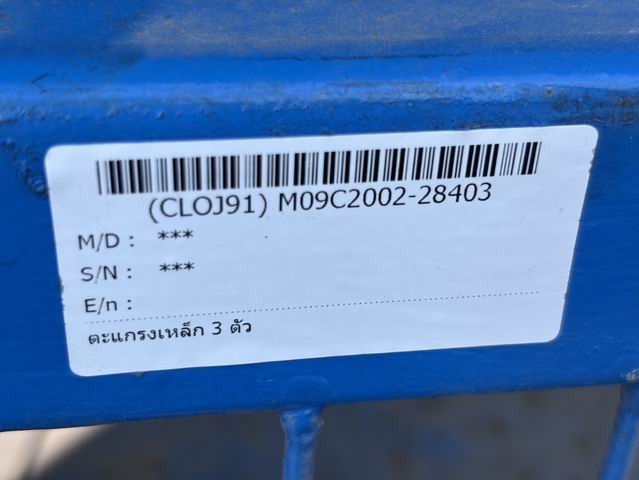 (CLOJ91) M09C2002-28403
M/D : ***
S/N : ***
E/n :
ตะแกรงเหล็ก 3 ตัว